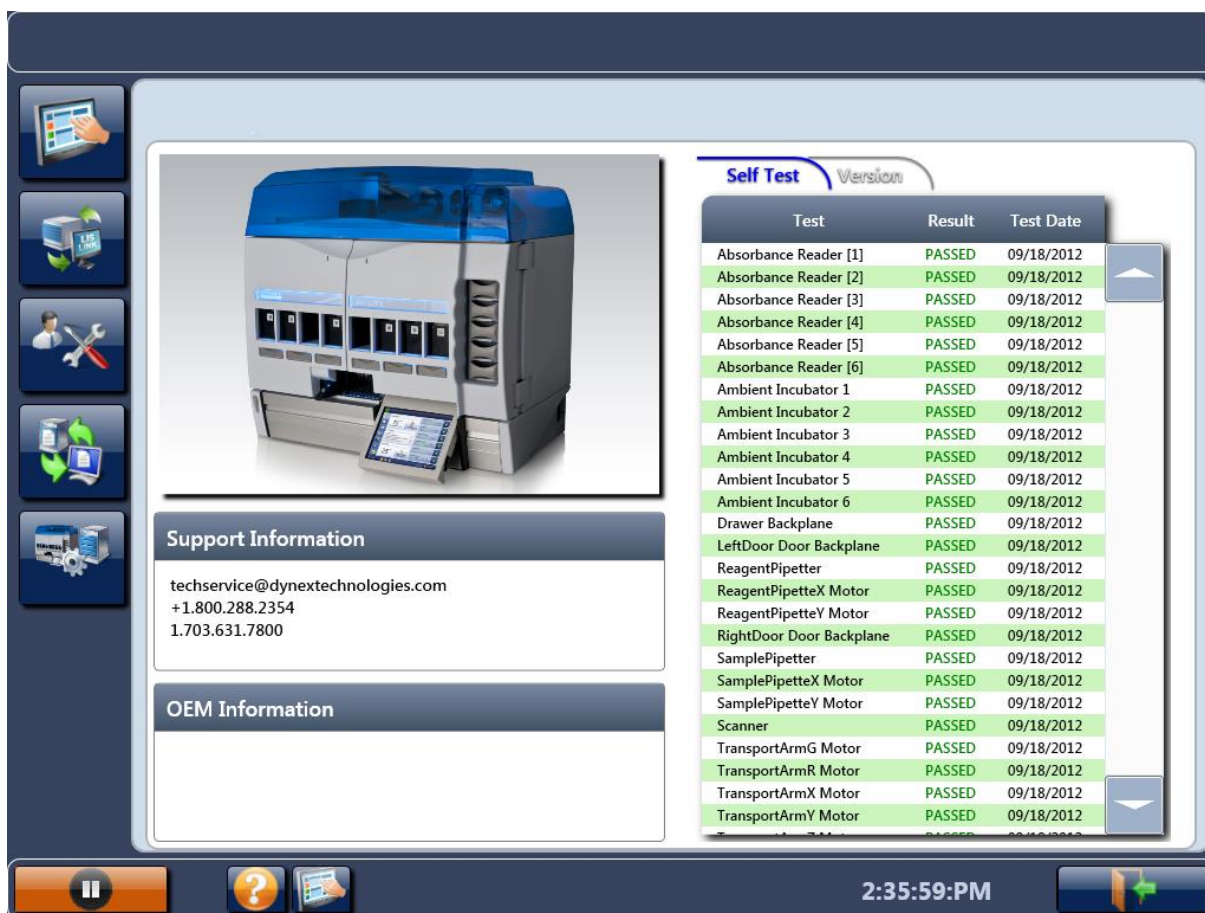 Self Test
Version
Test Result Test Date
Absorbance Reader [1] PASSED 09/18/2012
Absorbance Reader [2] PASSED 09/18/2012
Absorbance Reader [3] PASSED 09/18/2012
Absorbance Reader [4] PASSED 09/18/2012
Absorbance Reader [5] PASSED 09/18/2012
Absorbance Reader [6] PASSED 09/18/2012
Ambient Incubator 1 PASSED 09/18/2012
Ambient Incubator 2 PASSED 09/18/2012
Ambient Incubator 3 PASSED 09/18/2012
Ambient Incubator 4 PASSED 09/18/2012
Ambient Incubator 5 PASSED 09/18/2012
Ambient Incubator 6 PASSED 09/18/2012
Drawer Backplane PASSED 09/18/2012
LeftDoor Door Backplane PASSED 09/18/2012
ReagentPipetter PASSED 09/18/2012
ReagentPipetteX Motor PASSED 09/18/2012
ReagentPipetteY Motor PASSED 09/18/2012
RightDoor Door Backplane PASSED 09/18/2012
SamplePipetter PASSED 09/18/2012
SamplePipetteX Motor PASSED 09/18/2012
SamplePipetteY Motor PASSED 09/18/2012
Scanner PASSED 09/18/2012
TransportArmG Motor PASSED 09/18/2012
TransportArmR Motor PASSED 09/18/2012
TransportArmX Motor PASSED 09/18/2012
TransportArmY Motor PASSED 09/18/2012
LIS
LINK
Support Information
techservice@dynextechnologies.com
+1.800.288.2354
1.703.631.7800
OEM Information
2:35:59:PM